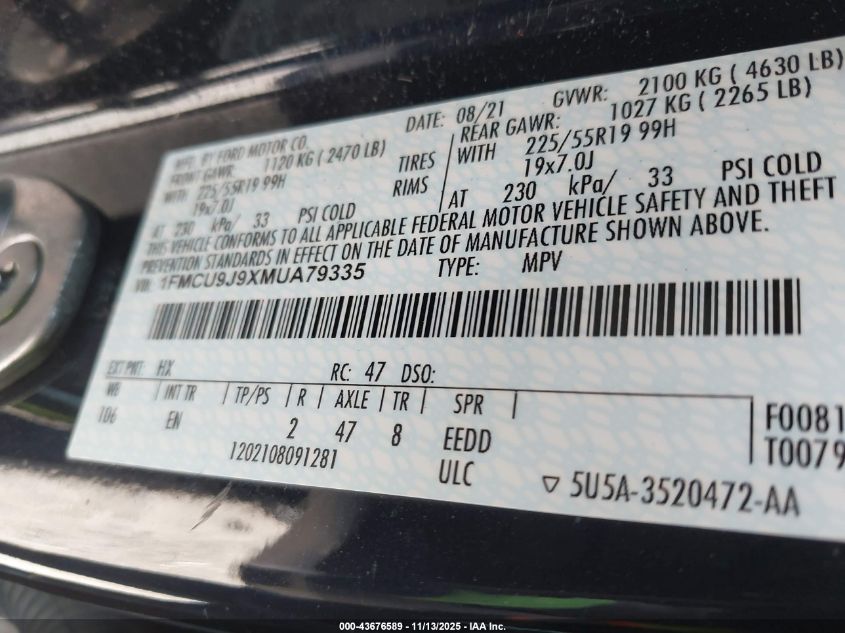 MFD. BY FORD MOTOR CO. DATE: 08/21 GVWR: 2100 KG ( 4630 LB)
FRONT GAWR: 1120 KG ( 2470 LB) REAR GAWR: 1027 KG ( 2265 LB)
WITH 225/55R19 99H TIRES WITH 225/55R19 99H
19x7.0J RIMS 19x7.0J
AT 230 kPa/ 33 PSI COLD AT 230 kPa/ 33 PSI COLD
THIS VEHICLE CONFORMS TO ALL APPLICABLE FEDERAL MOTOR VEHICLE SAFETY AND THEFT
PREVENTION STANDARDS IN EFFECT ON THE DATE OF MANUFACTURE SHOWN ABOVE.
VIN: 1FMCU9J9XMUA79335 TYPE: MPV
EXT PNT: HX RC: 47 DSO:
WB INT TR TP/PS R AXLE TR SPR
106 EN 2 47 8 EEDD
F0081
T0079
1202108091281 ULC
5U5A-3520472-AA
000-43676589 - 11/13/2025 - IAA Inc.